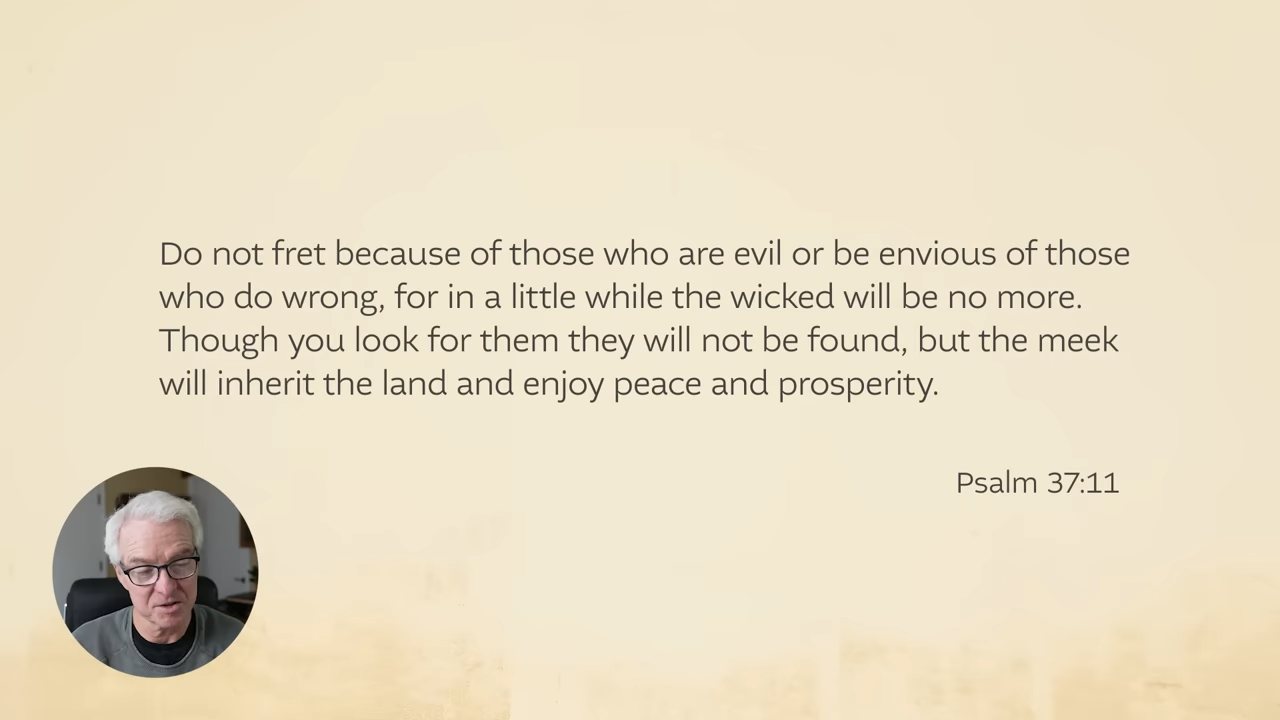 Do not fret because of those who are evil or be envious of those
who do wrong, for in a little while the wicked will be no more.
Though you look for them they will not be found, but the meek
will inherit the land and enjoy peace and prosperity.
Psalm 37:11